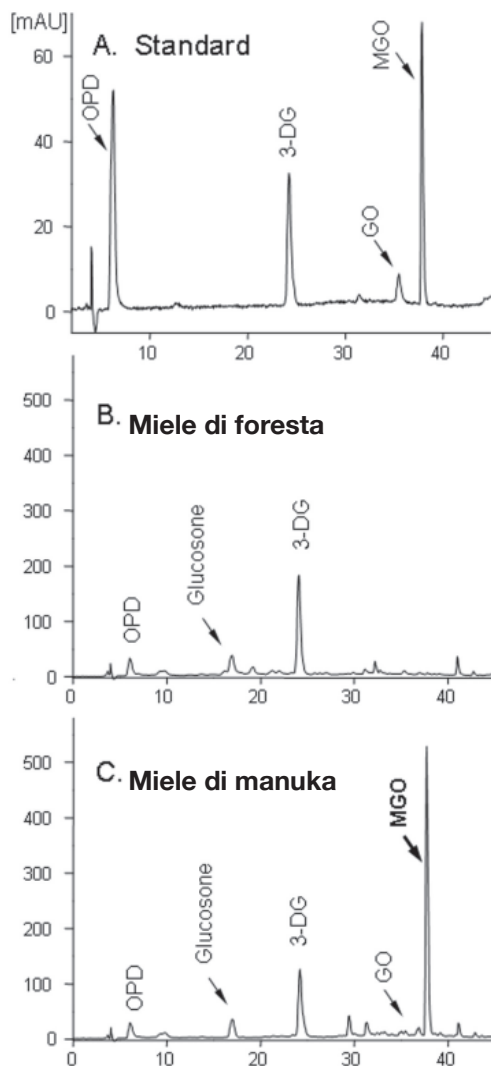 [mAU]
A. Standard
60
40
20
0
OPD
3-DG
GO
MGO
10 20 30 40
500
400
300
200
100
0
B. Miele di foresta
OPD
Glucosone
3-DG
0 10 20 30 40
500
400
300
200
100
0
C. Miele di manuka
OPD
Glucosone
3-DG
GO
MGO
0 10 20 30 40